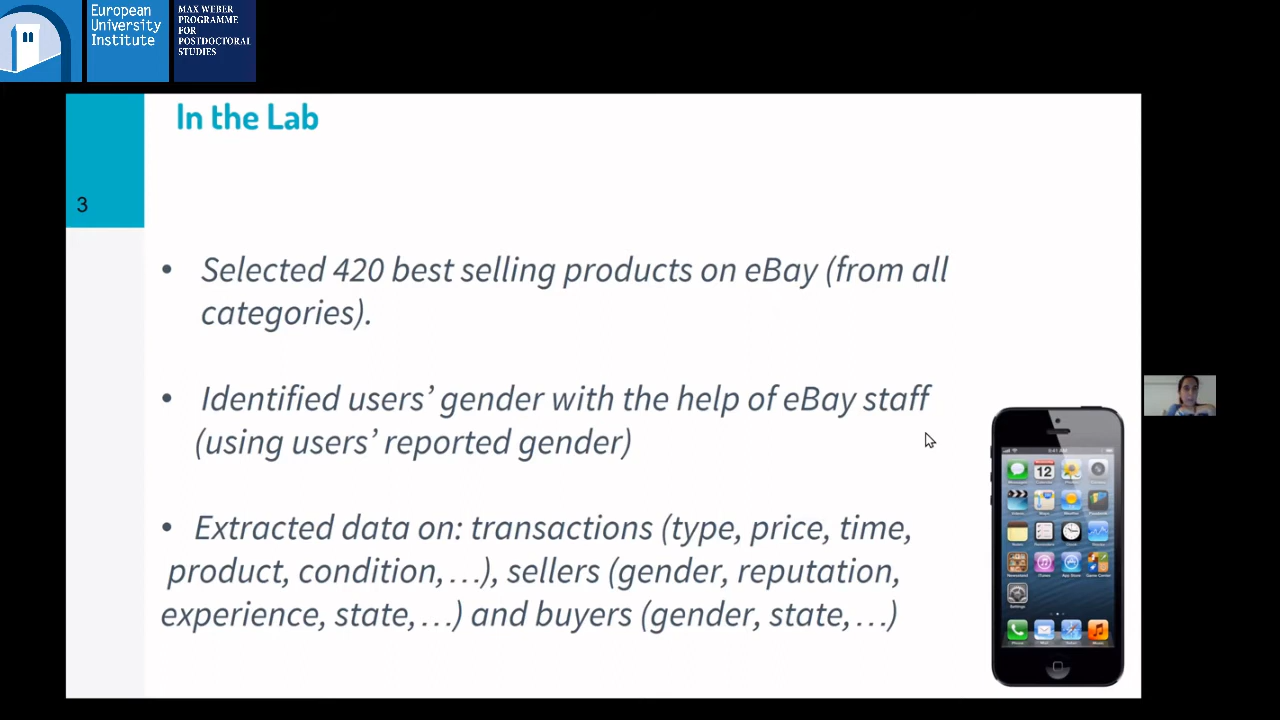 European
University
Institute
MAX WEBER
PROGRAMME
FOR
POSTDOCTORAL
STUDIES
In the Lab
3
• Selected 420 best selling products on eBay (from all
categories).
• Identified users’ gender with the help of eBay staff
(using users’ reported gender)
• Extracted data on: transactions (type, price, time,
product, condition,…), sellers (gender, reputation,
experience, state,…) and buyers (gender, state,…)
12